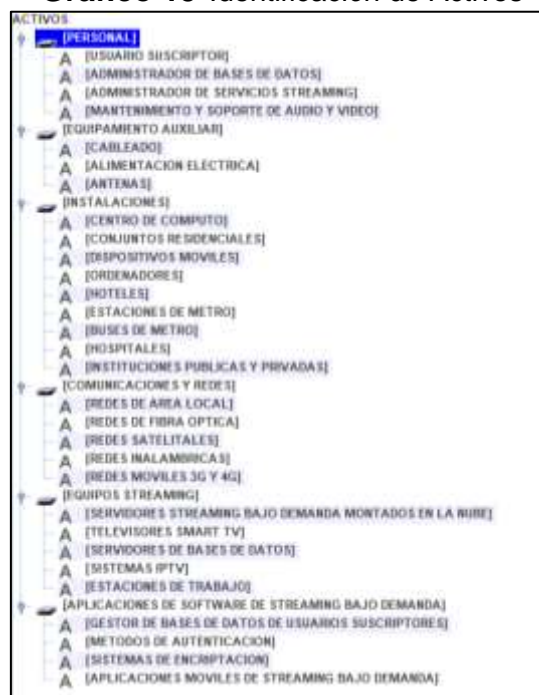 Identificación de Activos
ACTIVOS
[PERSONAL]
A [USUARIO SUSCRIPTOR]
A [ADMINISTRADOR DE BASES DE DATOS]
A [ADMINISTRADOR DE SERVICIOS STREAMING]
A [MANTENIMIENTO Y SOPORTE DE AUDIO Y VIDEO]
[EQUIPAMIENTO AUXILIAR]
A [CABLEADO]
A [ALIMENTACION ELECTRICA]
A [ANTENAS]
[INSTALACIONES]
A [CENTRO DE COMPUTO]
A [CONJUNTOS RESIDENCIALES]
A [DISPOSITIVOS MOVILES]
A [ORDENADORES]
A [HOTELES]
A [ESTACIONES DE METRO]
A [BUSES DE METRO]
A [HOSPITALES]
A [INSTITUCIONES PUBLICAS Y PRIVADAS]
[COMUNICACIONES Y REDES]
A [REDES DE AREA LOCAL]
A [REDES DE FIBRA OPTICA]
A [REDES SATELITALES]
A [REDES INALAMBRICAS]
A [REDES MOVILES 3G Y 4G]
[EQUIPOS STREAMING]
A [SERVIDORES STREAMING BAJO DEMANDA MONTADOS EN LA NUBE]
A [TELEVISORES SMART TV]
A [SERVIDORES DE BASES DE DATOS]
A [SISTEMAS IPTV]
A [ESTACIONES DE TRABAJO]
[APLICACIONES DE SOFTWARE DE STREAMING BAJO DEMANDA]
A [GESTOR DE BASES DE DATOS DE USUARIOS SUSCRIPTORES]
A [METODOS DE AUTENTICACION]
A [SISTEMAS DE ENCRIPTACION]
A [APLICACIONES MOVILES DE STREAMING BAJO DEMANDA]